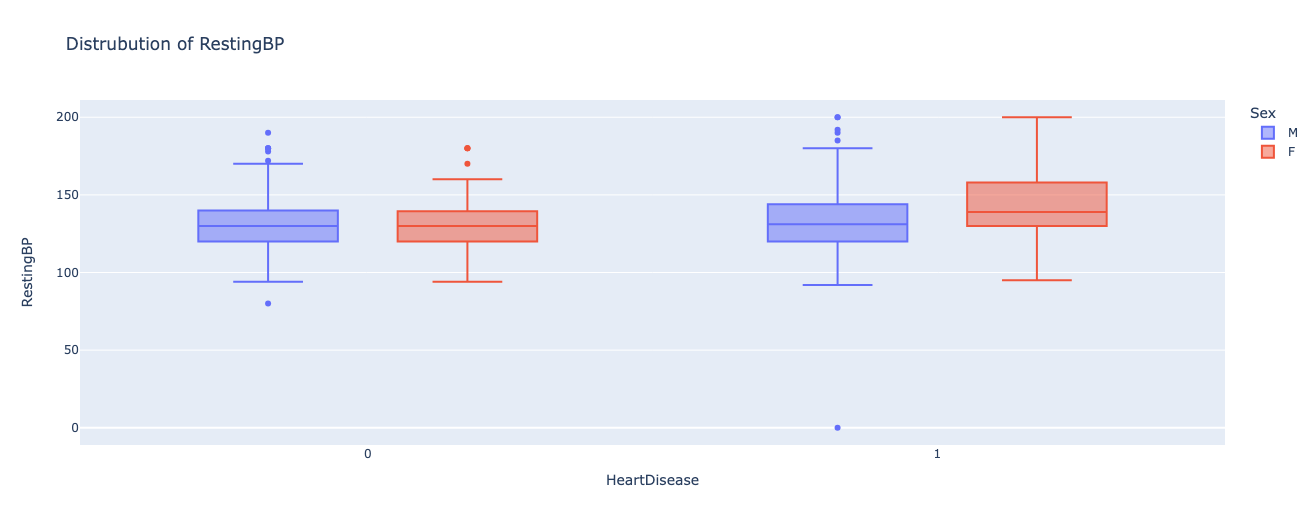 Distrubution of RestingBP
Sex
M
F
200
150
100
50
0
RestingBP
0
1
HeartDisease